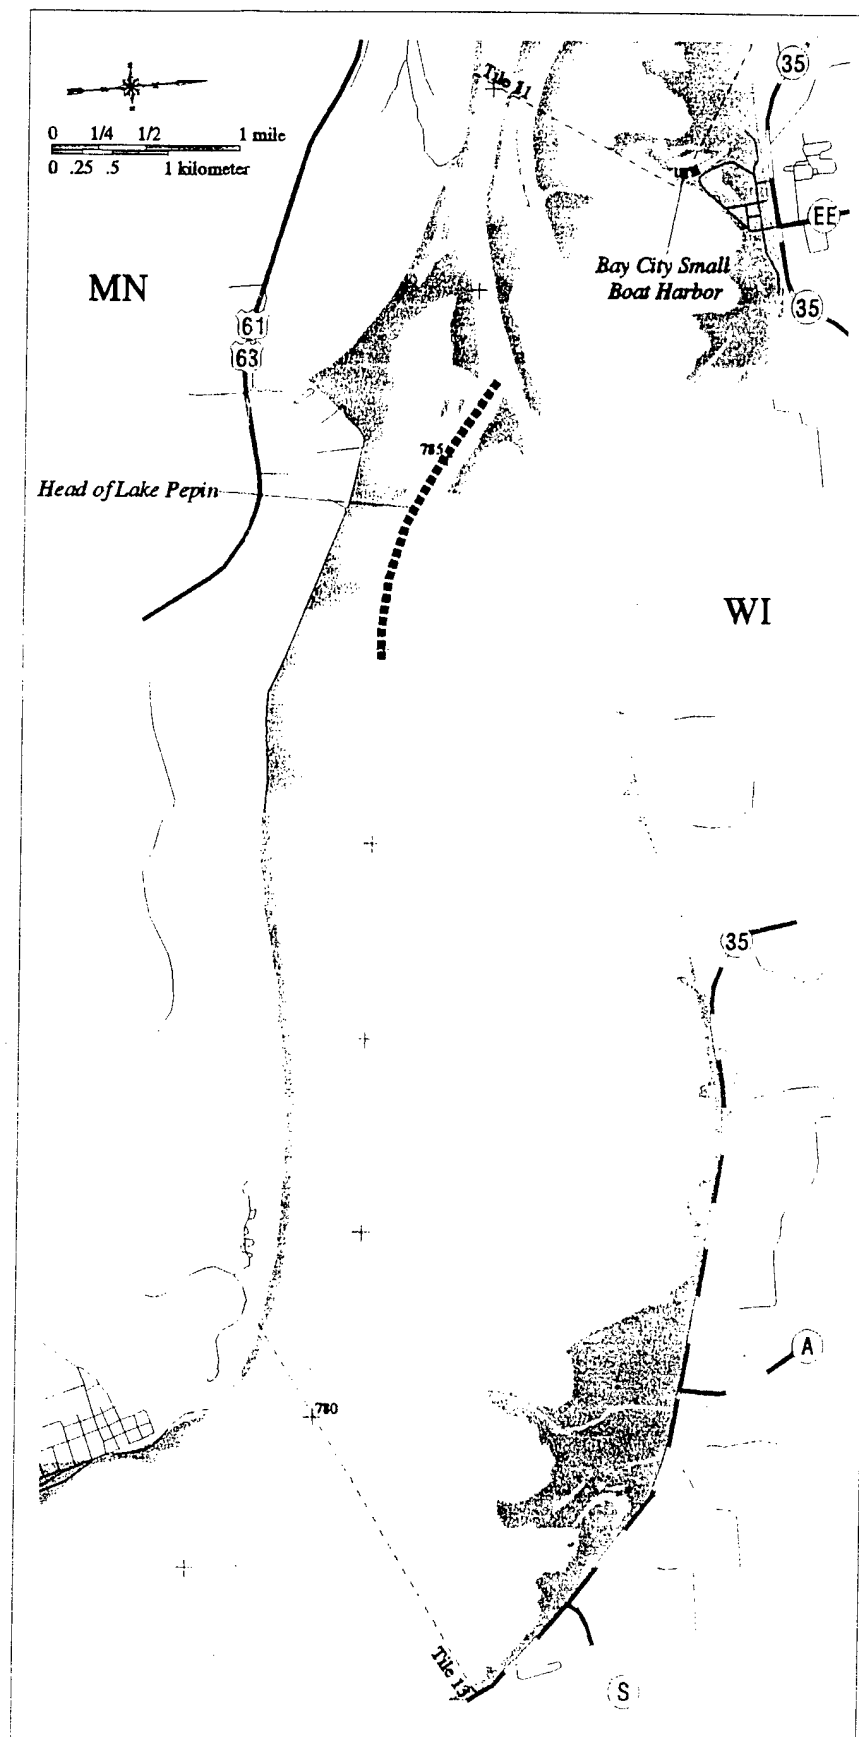 35
Tile 11
0 1/4 1/2 1 mile
0 .25 .5 1 kilometer
EE
Bay City Small
Boat Harbor
MN
35
61
63
785
Head of Lake Pepin
WI
35
A
780
Tile 13
S